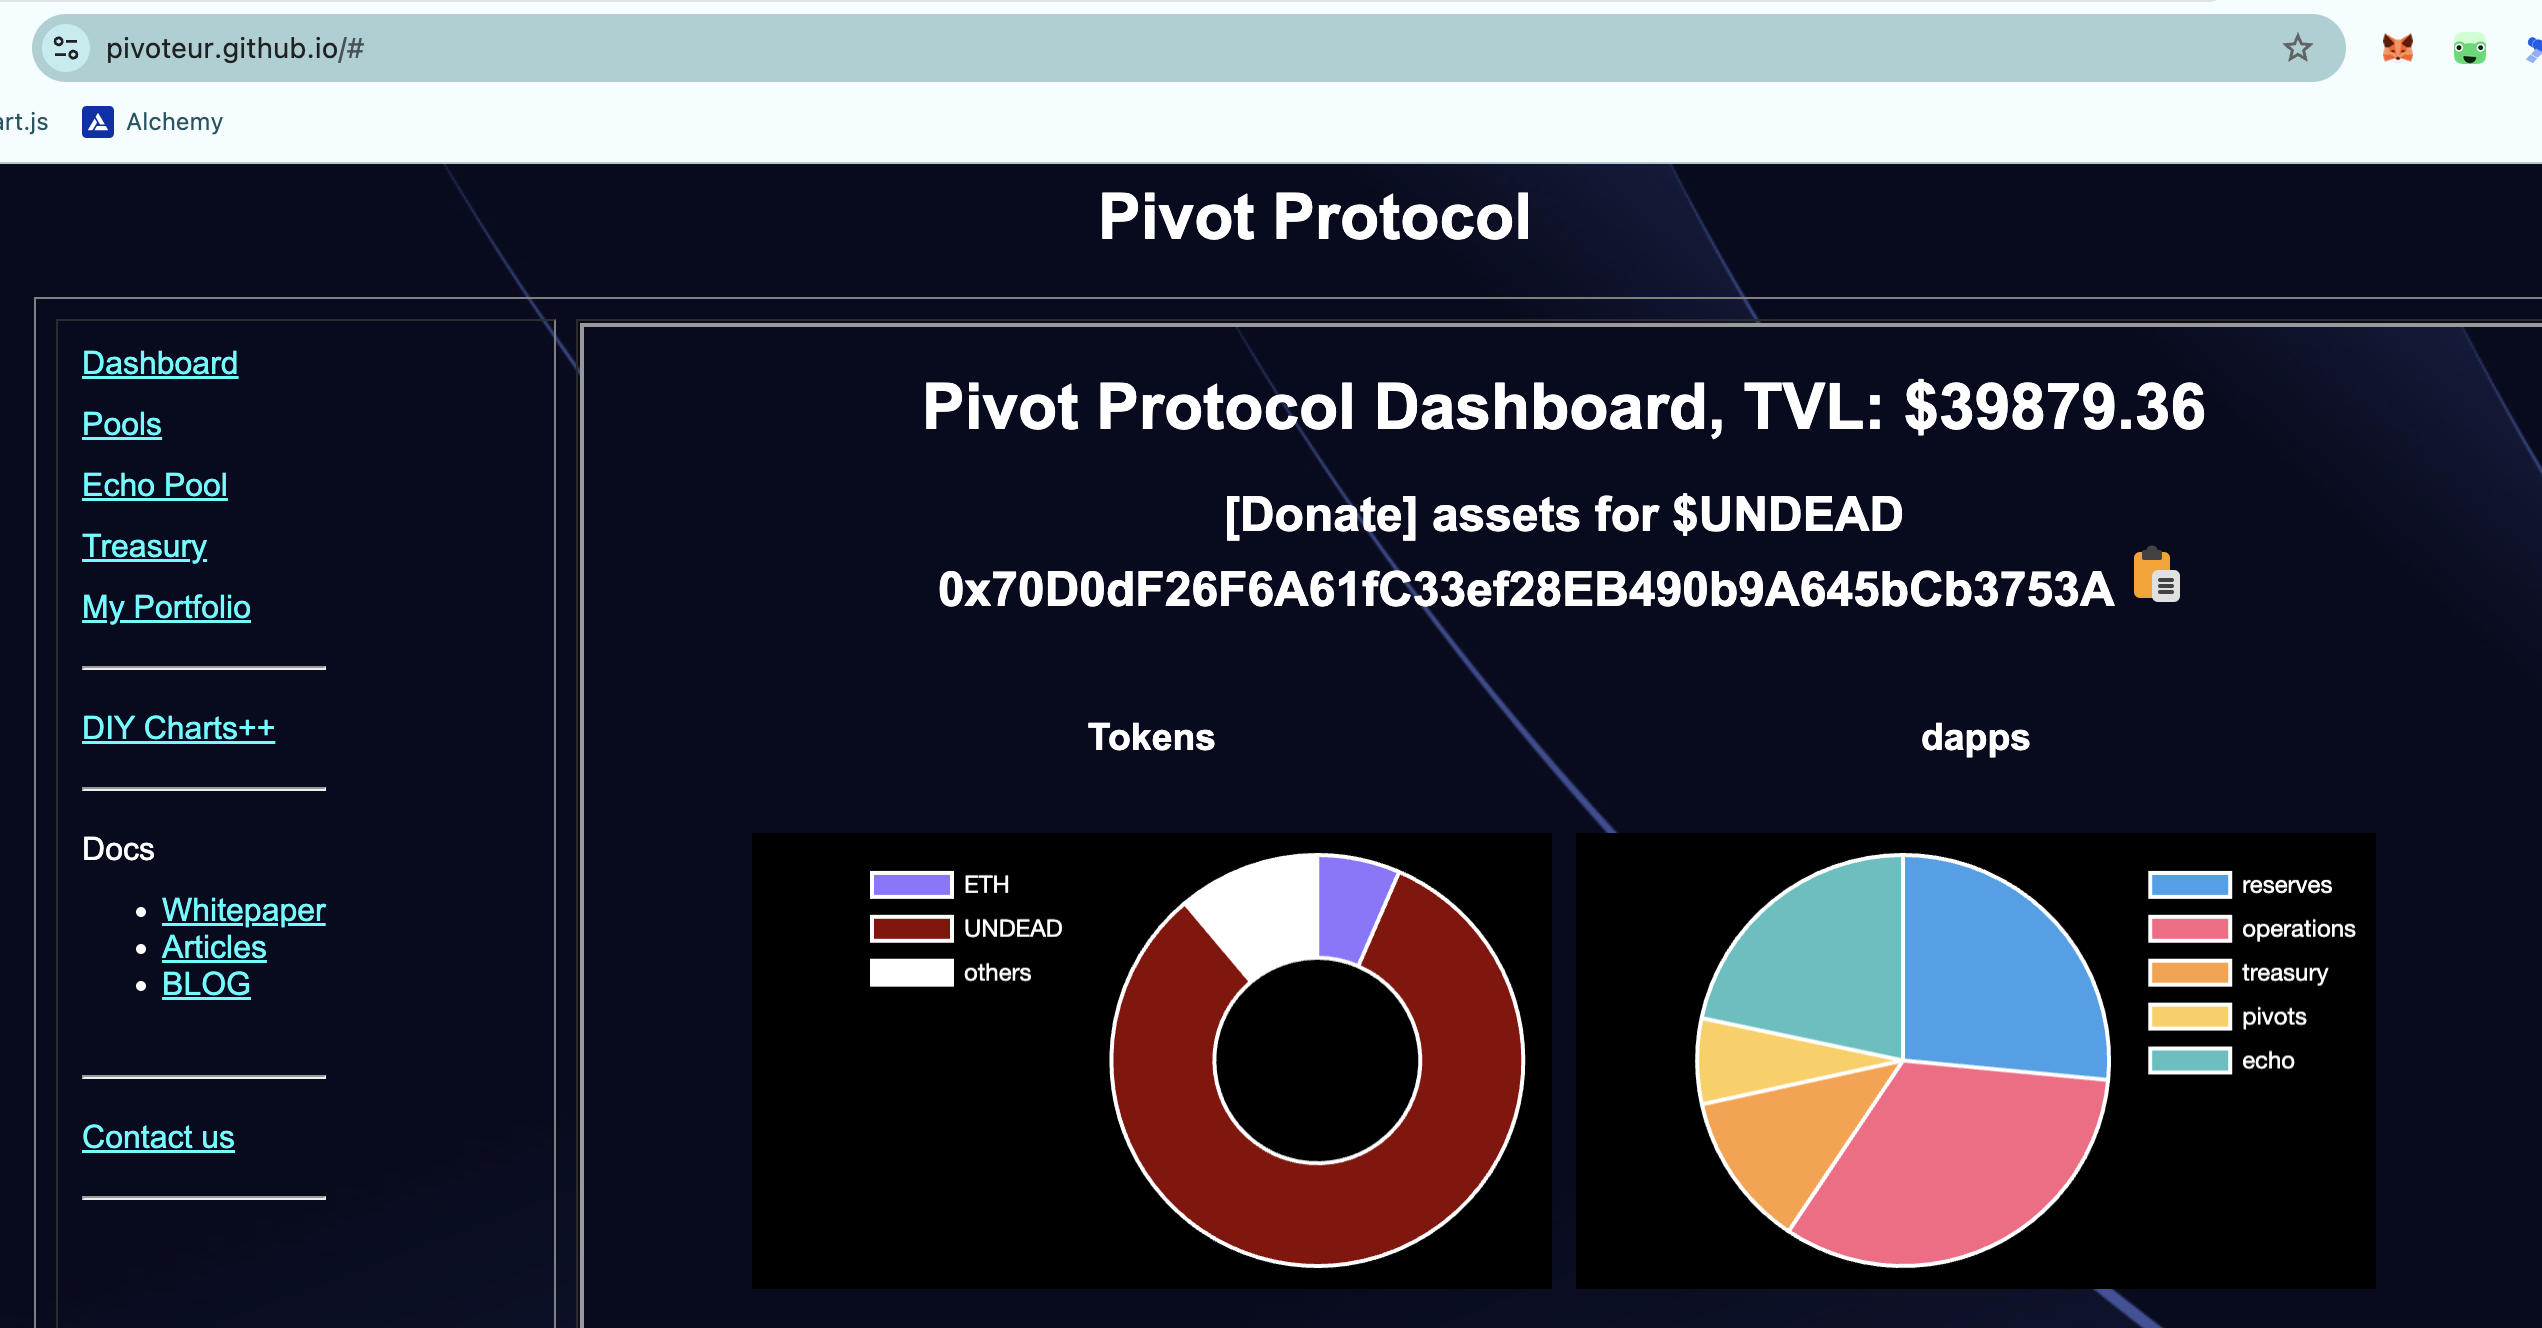 pivoteur.github.io/#
art.js
Alchemy
Pivot Protocol
Dashboard
Pools
Echo Pool
Treasury
My Portfolio
DIY Charts++
Docs
Whitepaper
Articles
BLOG
Contact us
Pivot Protocol Dashboard, TVL: $39879.36
[Donate] assets for $UNDEAD
0x70D0dF26F6A61fC33ef28EB490b9A645bCb3753A
Tokens
ETH
UNDEAD
others
dapps
reserves
operations
treasury
pivots
echo